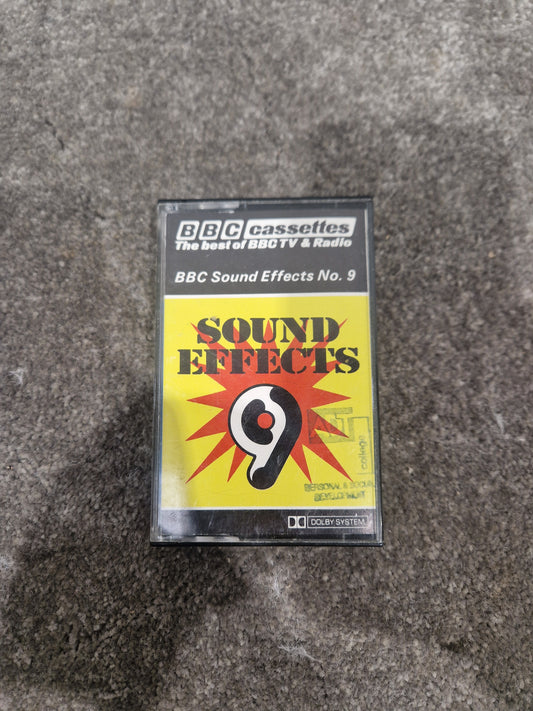 BBC cassettes
The best of BBC TV & Radio
BBC Sound Effects No. 9
SOUND
EFFECTS
9
college
PERSONAL & SOCIAL
DEVELOPMENT
DOLBY SYSTEM